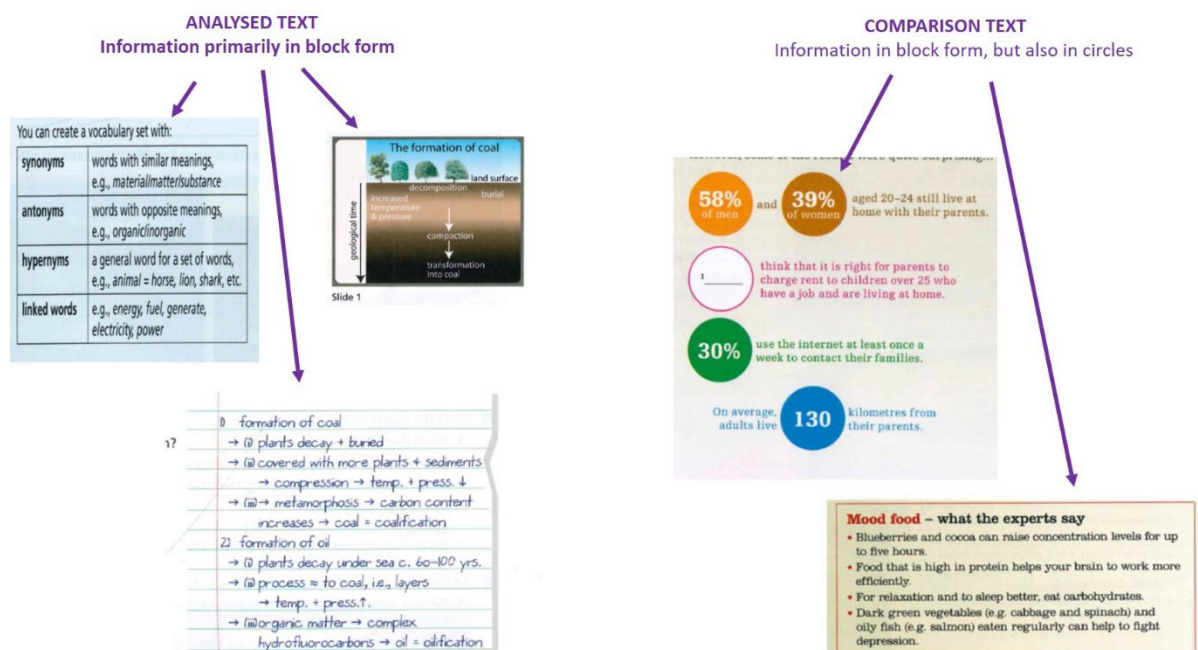 ANALYSED TEXT
Information primarily in block form
You can create a vocabulary set with:
synonyms words with similar meanings,
e.g., material/matter/substance
antonyms words with opposite meanings,
e.g., organic/inorganic
hypernyms a general word for a set of words,
e.g., animal = horse, lion, shark, etc.
linked words e.g., energy, fuel, generate,
electricity, power
The formation of coal
land surface
decomposition
burial
increased
temperature
& pressure
geological time
compaction
transformation
into coal
Slide 1
n?
1) formation of coal
→ (i) plants decay + buried
→ (ii) covered with more plants + sediments
→ compression → temp. + press. ↓
→ (iii) → metamorphosis → carbon content
increases → coal = coalification
2) formation of oil
→ (i) plants decay under sea c. 60–100 yrs.
→ (ii) process ≈ to coal, i.e., layers
→ temp. + press.↑.
→ (iii) organic matter → complex
hydrofluorocarbons → oil = oilification
COMPARISON TEXT
Information in block form, but also in circles
some of the were quite surprising...
58%
of men
and
39%
of women
aged 20–24 still live at
home with their parents.
1
think that it is right for parents to
charge rent to children over 25 who
have a job and are living at home.
30%
use the internet at least once a
week to contact their families.
On average,
adults live
130
kilometres from
their parents.
Mood food – what the experts say
• Blueberries and cocoa can raise concentration levels for up
to five hours.
• Food that is high in protein helps your brain to work more
efficiently.
• For relaxation and to sleep better, eat carbohydrates.
• Dark green vegetables (e.g. cabbage and spinach) and
oily fish (e.g. salmon) eaten regularly can help to fight
depression.